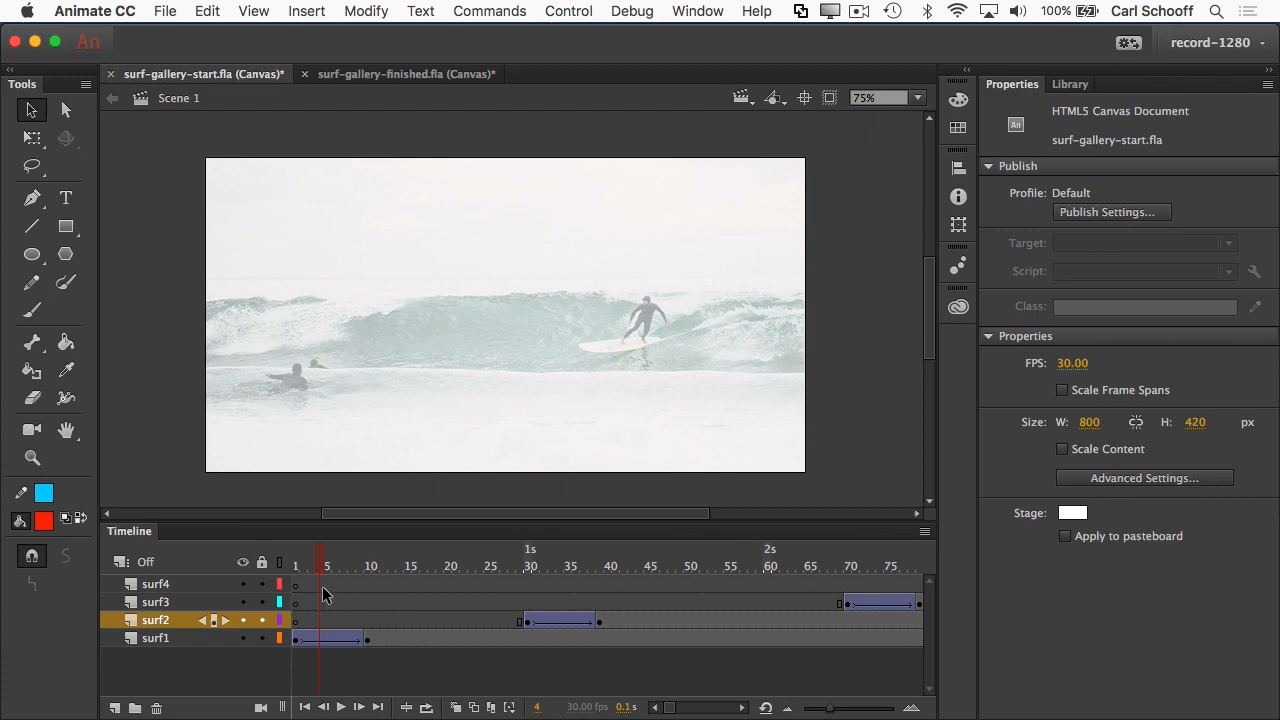 Animate CC File Edit View Insert Modify Text Commands Control Debug Window Help 100% Carl Schooff
An record-1280
Tools surf-gallery-start.fla (Canvas)* surf-gallery-finished.fla (Canvas)* Properties Library
Scene 1 75%
An HTML5 Canvas Document
surf-gallery-start.fla
Publish
Profile: Default
Publish Settings...
Target:
Script:
Class:
Properties
FPS: 30.00
Scale Frame Spans
Size: W: 800 H: 420 px
Scale Content
Advanced Settings...
Stage:
Apply to pasteboard
T
Timeline
1s 2s
Off 1 5 10 15 20 25 30 35 40 45 50 55 60 65 70 75
surf4
surf3
surf2
surf1
4 30.00 fps 0.1 s